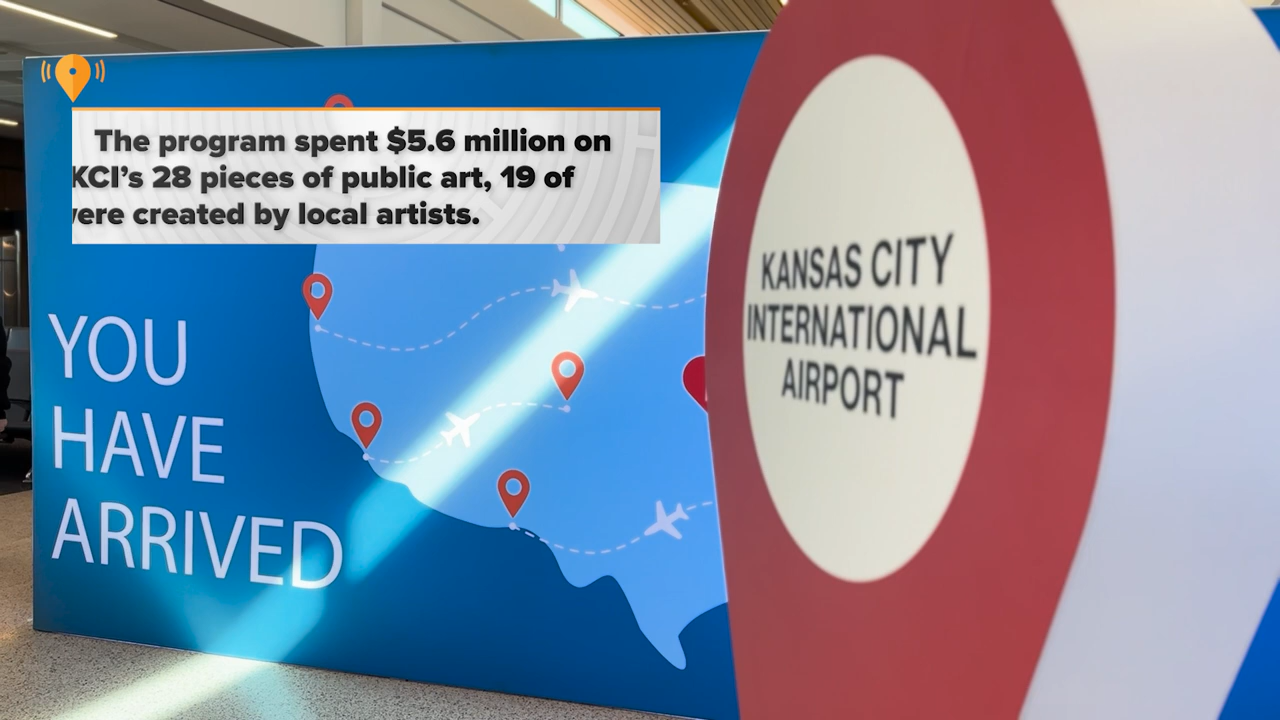 The program spent $5.6 million on
KCI's 28 pieces of public art, 19 of
were created by local artists.
YOU
HAVE
ARRIVED
KANSAS CITY
INTERNATIONAL
AIRPORT